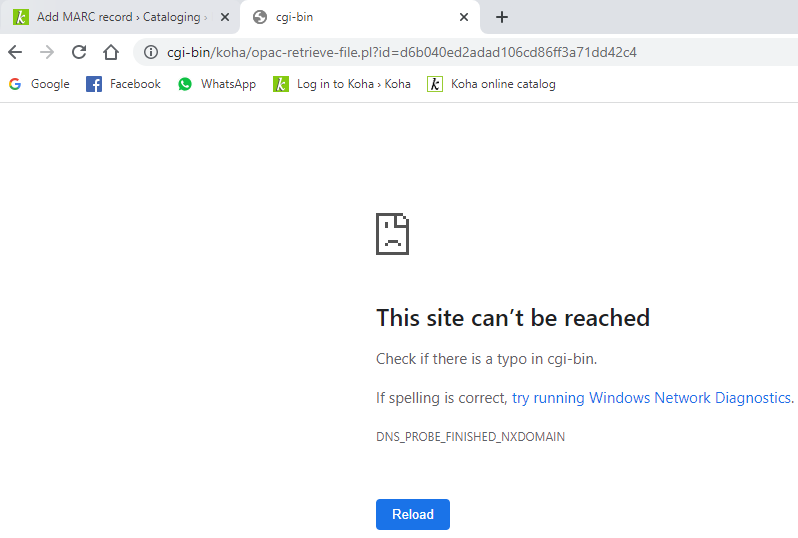 Add MARC record › Cataloging ›
cgi-bin
cgi-bin/koha/opac-retrieve-file.pl?id=d6b040ed2adad106cd86ff3a71dd42c4
Google Facebook WhatsApp Log in to Koha › Koha Koha online catalog
This site can’t be reached
Check if there is a typo in cgi-bin.
If spelling is correct, try running Windows Network Diagnostics.
DNS_PROBE_FINISHED_NXDOMAIN
Reload